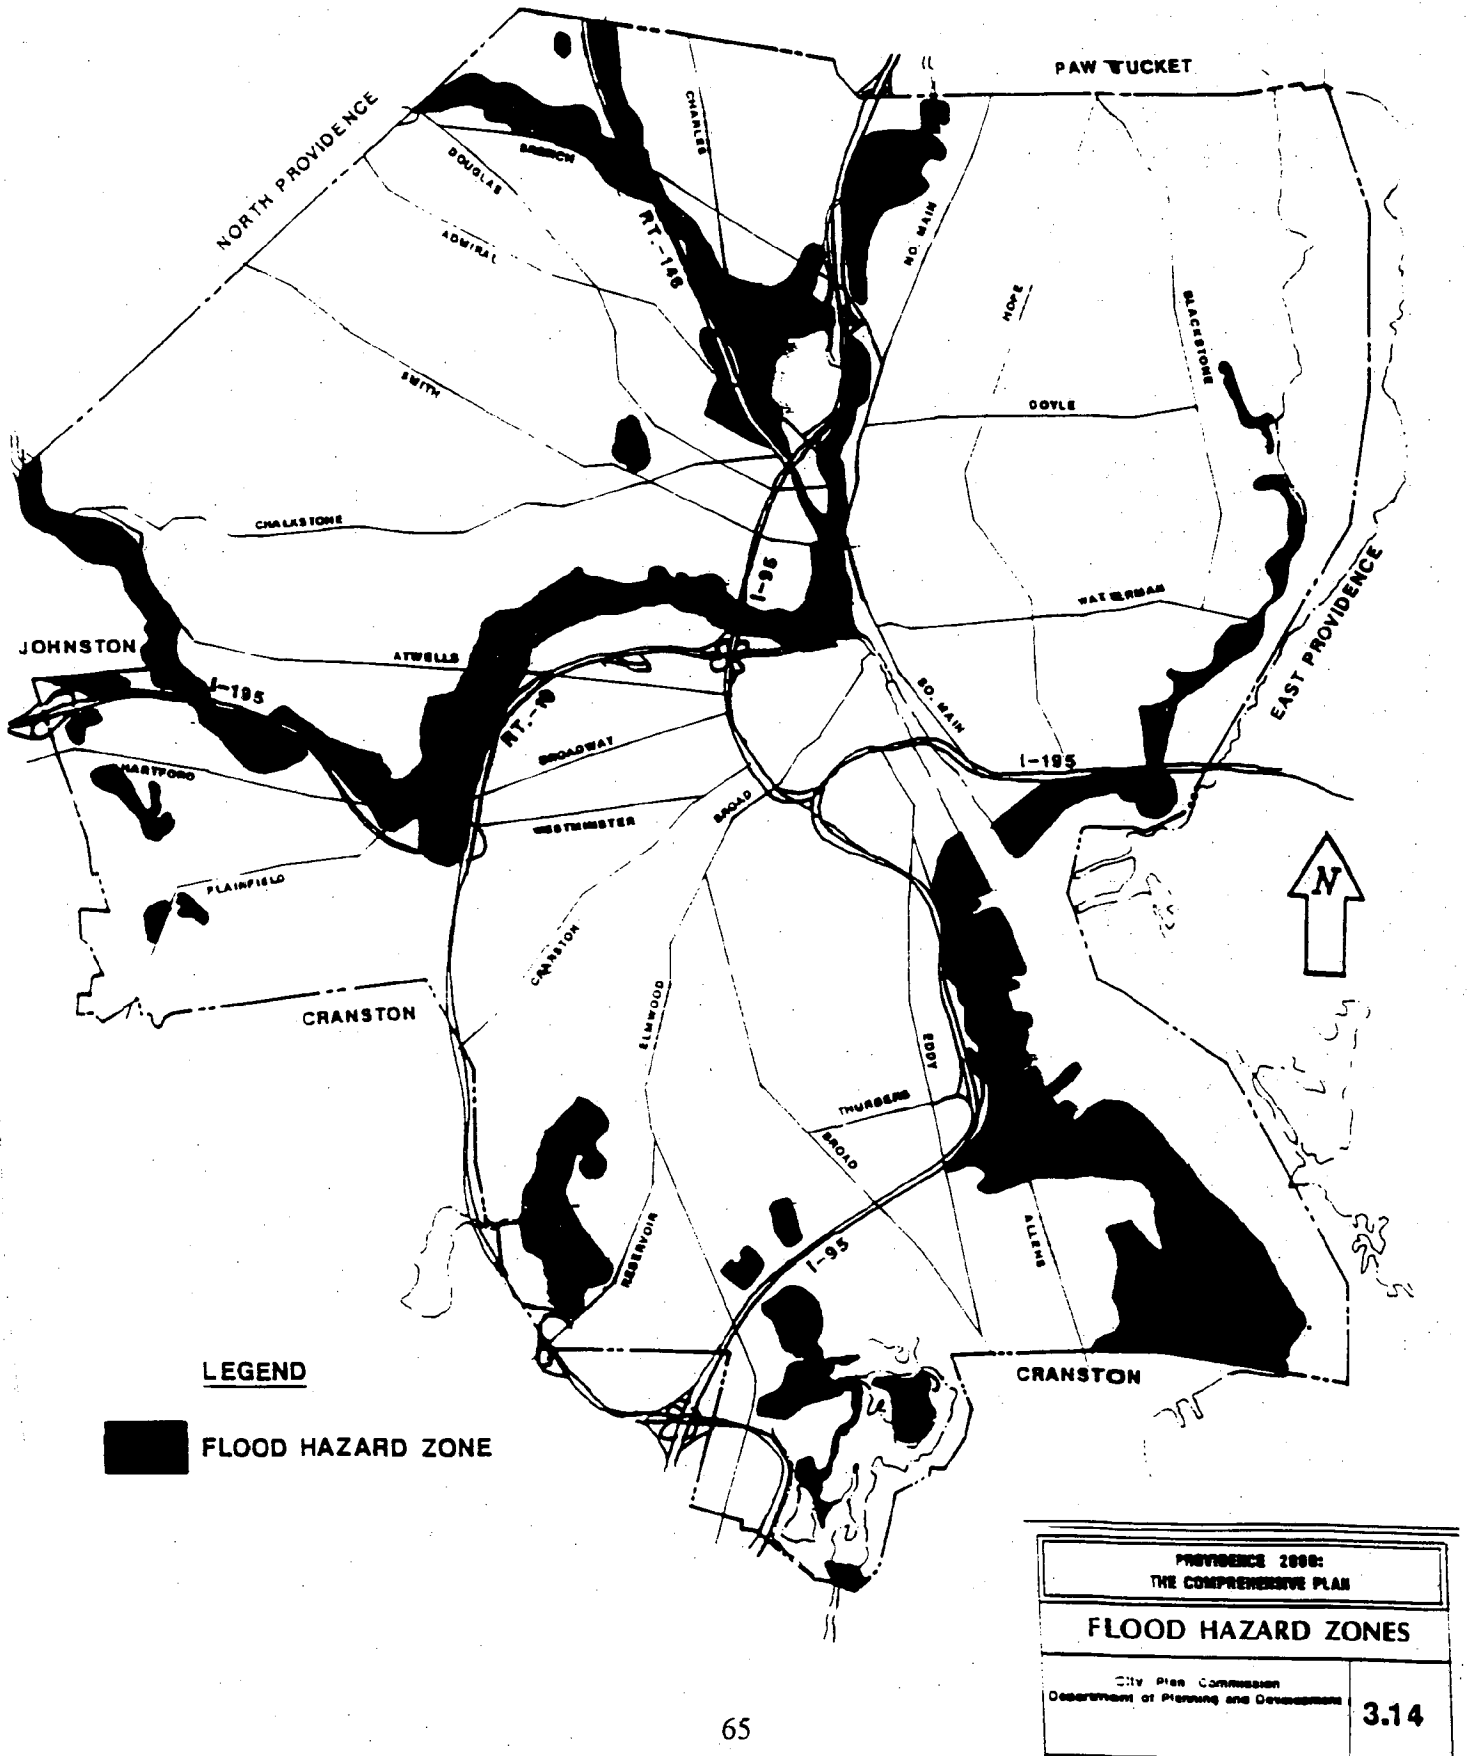 PAWTUCKET
NORTH PROVIDENCE
CHARLES
BRANCH
DOUGLAS
ADMIRAL
RT.-146
NO. MAIN
HOPE
BLACKSTONE
SMITH
DOYLE
CHALKSTONE
I-95
WATERMAN
EAST PROVIDENCE
JOHNSTON
ATWELLS
I-195
RT.-10
SO. MAIN
BROADWAY
I-195
HARTFORD
BROAD
WESTMINSTER
PLAINFIELD
N
CRANSTON
CRANSTON
ELMWOOD
EDDY
THURBERS
BROAD
RESERVOIR
ALLENS
I-95
CRANSTON
LEGEND
FLOOD HAZARD ZONE
PROVIDENCE 2000:
THE COMPREHENSIVE PLAN
FLOOD HAZARD ZONES
City Plan Commission
Department of Planning and Development
3.14
65